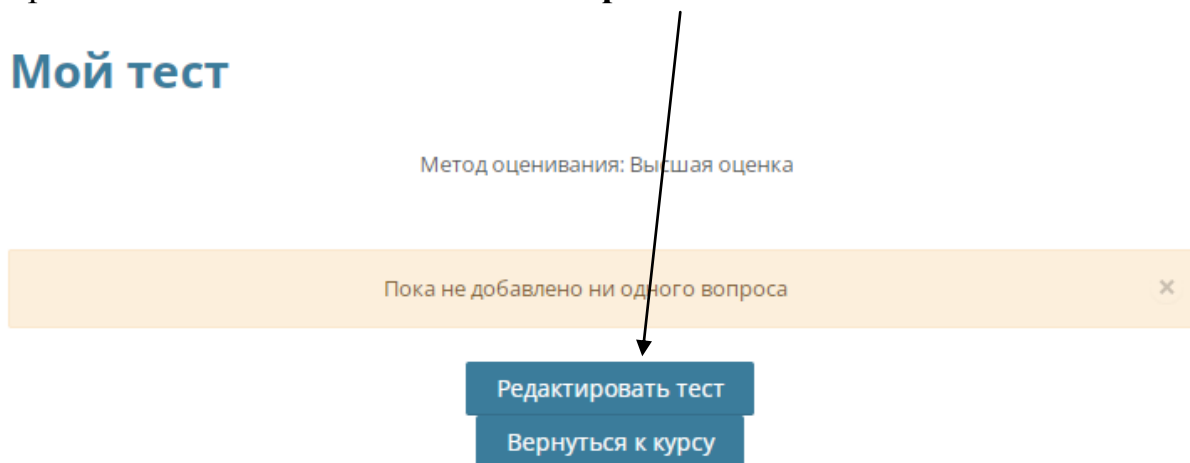 Мой тест
Метод оценивания: Высшая оценка
Пока не добавлено ни одного вопроса
×
Редактировать тест
Вернуться к курсу